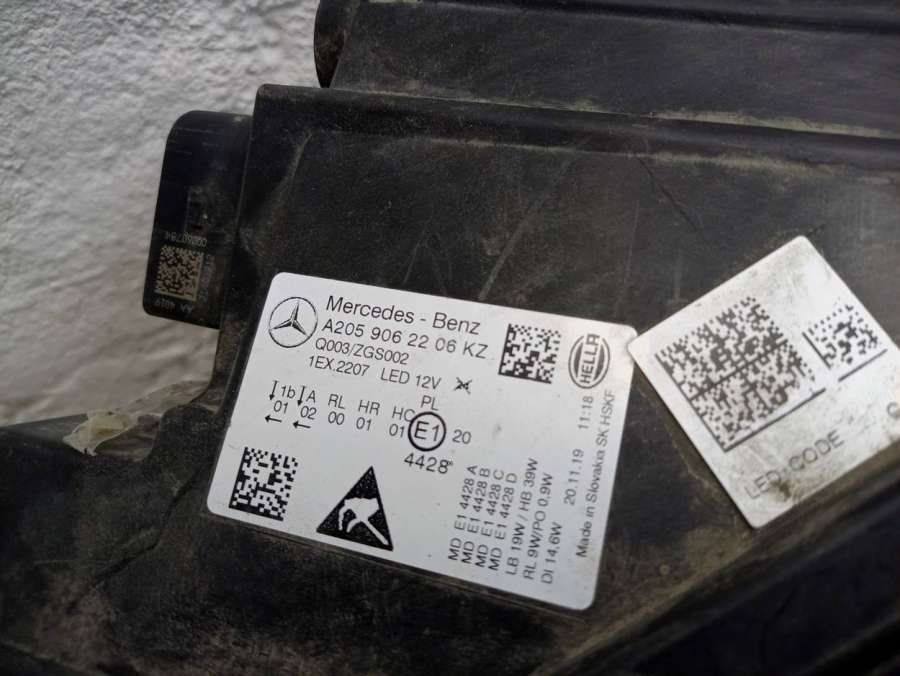 Mercedes - Benz
A205 906 22 06 KZ
Q003/ZGS002
1EX.2207 LED 12V
1b A RL HR HC PL
01 02 00 01 01 E1 20
4428
MD E1 4428 A
MD E1 4428 B
MD E1 4428 C
MD E1 4428 D
LB 19W / HB 39W
RL 9W/PO 0,9W
DI 14,6W
HELLA
20.11.19 11:18
Made in Slovakia SK HSKF
LED-CODE
AA 4019